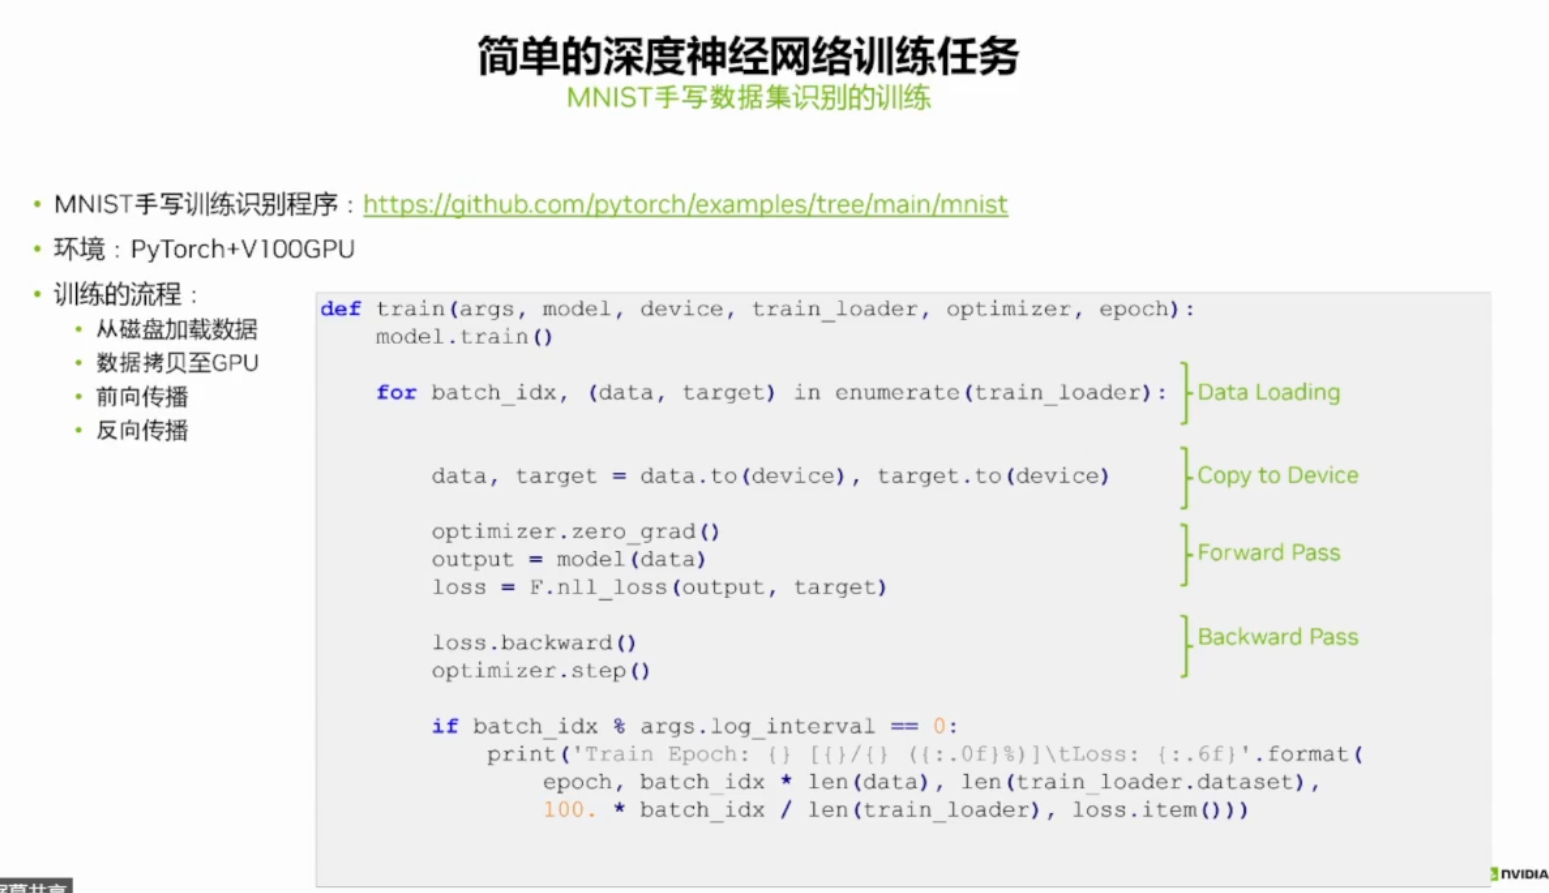 简单的深度神经网络训练任务
MNIST手写数据集识别的训练
• MNIST手写训练识别程序：https://github.com/pytorch/examples/tree/main/mnist
• 环境：PyTorch+V100GPU
• 训练的流程：
• 从磁盘加载数据
• 数据拷贝至GPU
• 前向传播
• 反向传播
def train(args, model, device, train_loader, optimizer, epoch):
model.train()
for batch_idx, (data, target) in enumerate(train_loader):
Data Loading
data, target = data.to(device), target.to(device)
Copy to Device
optimizer.zero_grad()
output = model(data)
loss = F.nll_loss(output, target)
Forward Pass
loss.backward()
optimizer.step()
Backward Pass
if batch_idx % args.log_interval == 0:
print('Train Epoch: {} [{}/{} ({:.0f}%)]\tLoss: {:.6f}'.format(
epoch, batch_idx * len(data), len(train_loader.dataset),
100. * batch_idx / len(train_loader), loss.item()))
NVIDIA